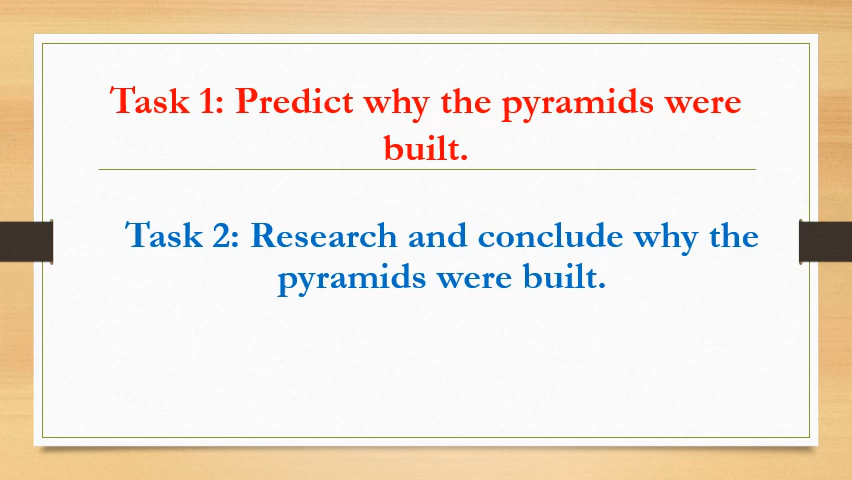 Task 1: Predict why the pyramids were
built.
Task 2: Research and conclude why the
pyramids were built.